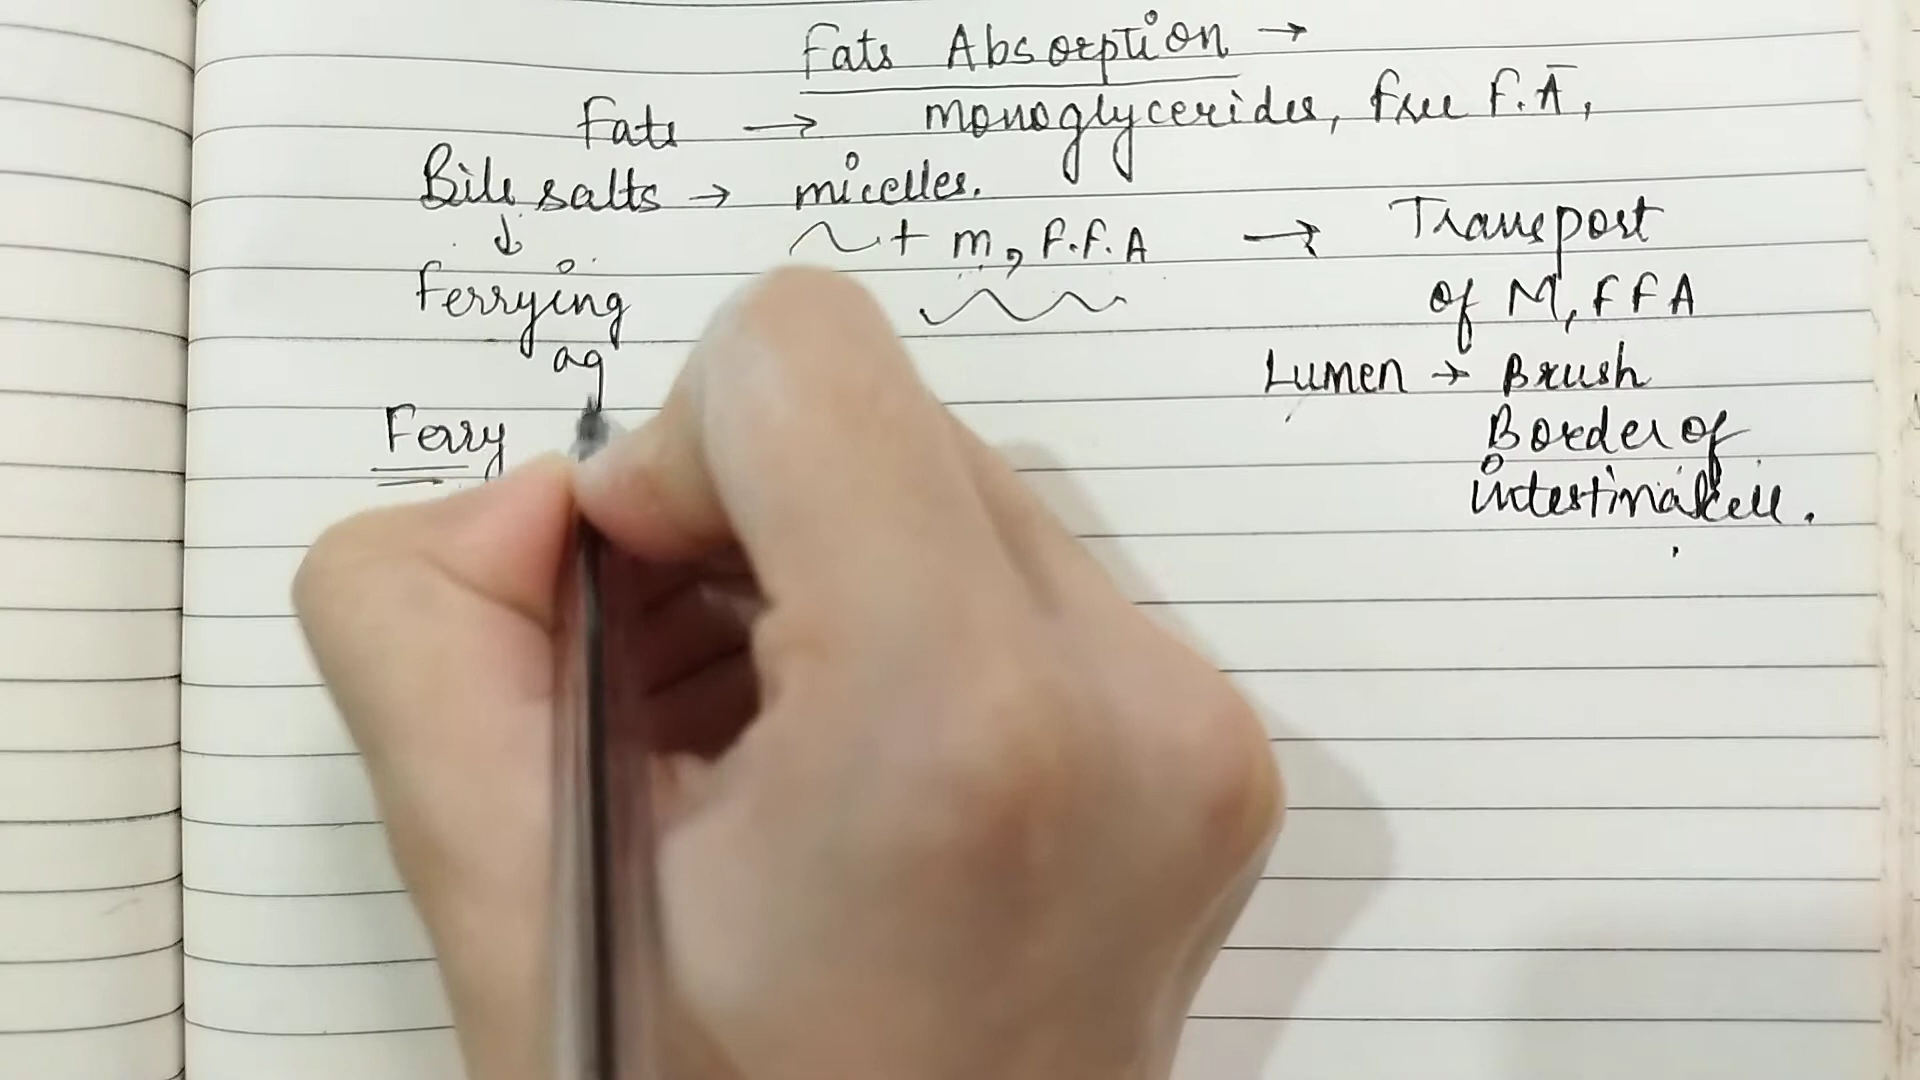 Fats Absorption →
Fats → monoglycerides, free F.A,
Bile salts → micelles.
↓ ~ + m, F.F.A → Transport
Ferrying of M, FFA
ag Lumen → Brush
Ferry Border of
intestinal cell.